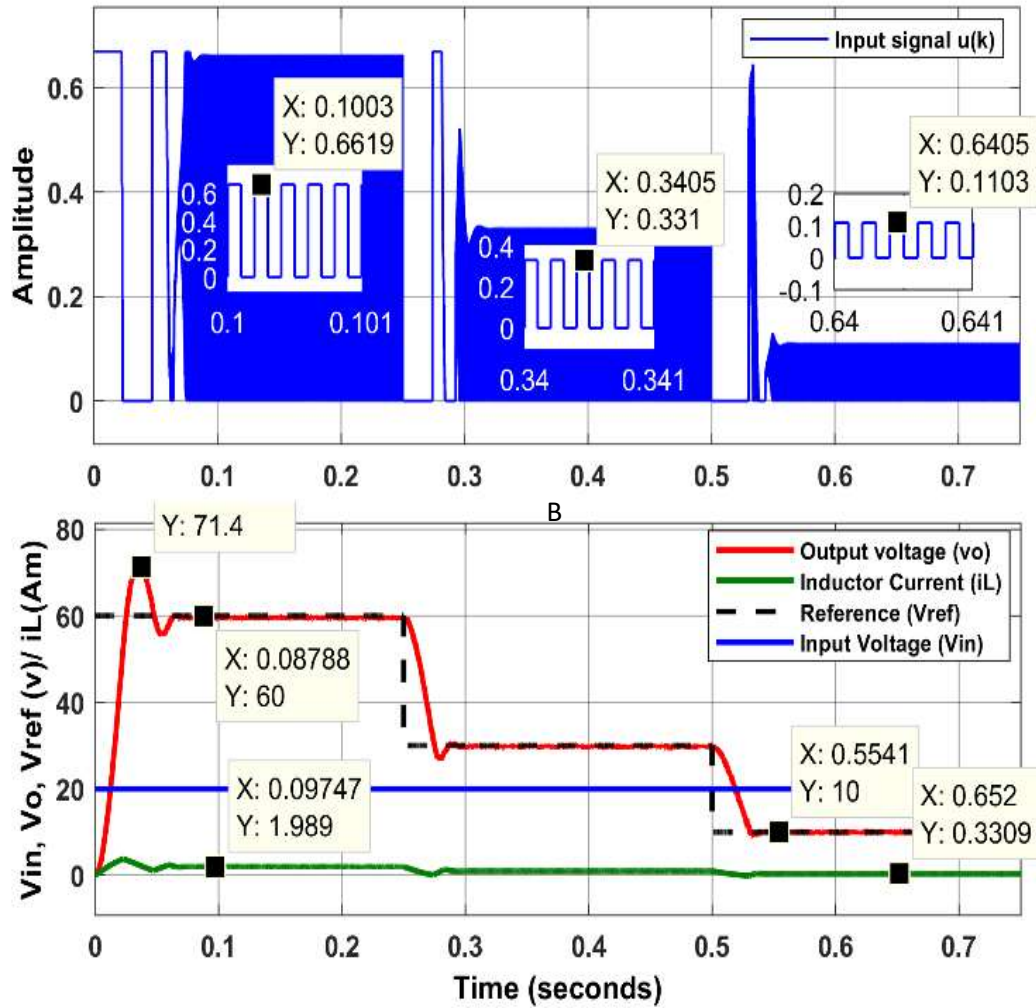 Input signal u(k)
X: 0.1003
Y: 0.6619
X: 0.3405
Y: 0.331
X: 0.6405
Y: 0.1103
Amplitude
0.6
0.4
0.2
0
0.6
0.4
0.2
0
0.1
0.101
0.4
0.2
0
0.34
0.341
0.2
0.1
0
-0.1
0.64
0.641
0
0.1
0.2
0.3
0.4
0.5
0.6
0.7
B
Y: 71.4
Output voltage (vo)
Inductor Current (iL)
Reference (Vref)
Input Voltage (Vin)
X: 0.08788
Y: 60
X: 0.09747
Y: 1.989
X: 0.5541
Y: 10
X: 0.652
Y: 0.3309
Vin, Vo, Vref (v)/ iL(Am)
80
60
40
20
0
0
0.1
0.2
0.3
0.4
0.5
0.6
0.7
Time (seconds)